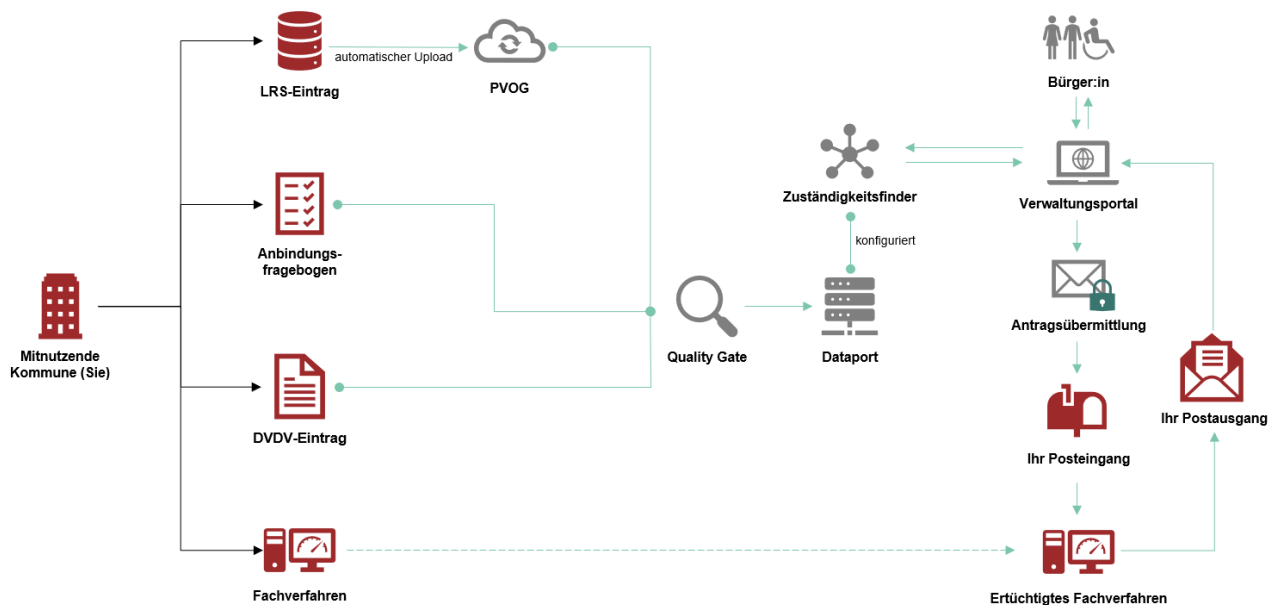 automatischer Upload
LRS-Eintrag
PVOG
Bürger:in
Zuständigkeitsfinder
Verwaltungsportal
konfiguriert
Anbindungs-
fragebogen
Antragsübermittlung
Mitnutzende
Kommune (Sie)
Quality Gate
Dataport
Ihr Postausgang
DVDV-Eintrag
Ihr Posteingang
Fachverfahren
Ertüchtigtes Fachverfahren